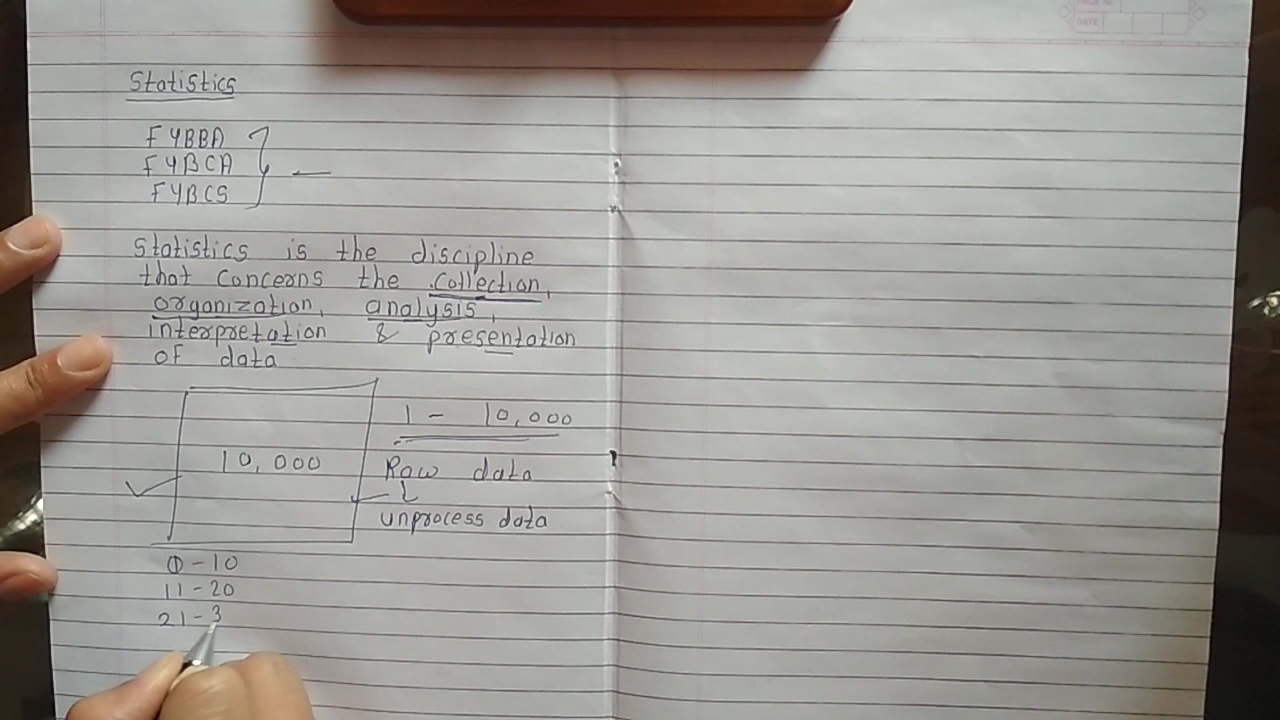 Statistics
FYBBA
FYBCA
FYBCS
Statistics is the discipline
that concerns the collection,
organization, analysis,
interpretation & presentation
of data
10,000
1 - 10,000
Raw data
unprocess data
1 - 10
11 - 20
21 - 3
DATE